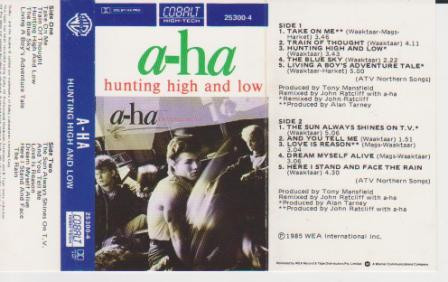 Side One
Take On Me
Train Of Thought
Hunting High And Low
The Blue Sky
Living A Boy's Adventure Tale
Side Two
The Sun Always Shines On T.V.
And You Tell Me
Love Is Reason
Dream Myself Alive
Here I Stand And Face
The Rain
A-HA
HUNTING HIGH AND LOW
25300-4
COBALT
COBALT
HIGH-TECH
25300-4
a-ha
hunting high and low
a-ha
SIDE 1
1. TAKE ON ME** (Waaktaar-Mags-
Harket) 3.46
2. TRAIN OF THOUGHT (Waaktaar) 4.11
3. HUNTING HIGH AND LOW*
(Waaktaar) 3.43
4. THE BLUE SKY (Waaktaar) 2.22
5. LIVING A BOY'S ADVENTURE TALE*
(Waaktaar-Harket) 5.00
(ATV Northern Songs)
Produced by Tony Mansfield
Remixed by John Ratcliff with a-ha
**Produced by Alan Tarney
SIDE 2
1. THE SUN ALWAYS SHINES ON T.V.*
(Waaktaar) 5.06
2. AND YOU TELL ME (Waaktaar) 1.51
3. LOVE IS REASON** (Mags-Waaktaar)
3.04
4. DREAM MYSELF ALIVE (Mags-Waaktaar)
3.06
5. HERE I STAND AND FACE THE RAIN
(Waaktaar) 4.30
(ATV Northern Songs)
Produced by Tony Mansfield
Remixed by John Ratcliff with a-ha
*Produced by Alan Tarney
**Produced by John Ratcliff with a-ha
Ⓟ1985 WEA International Inc.
A Warner Communications Company